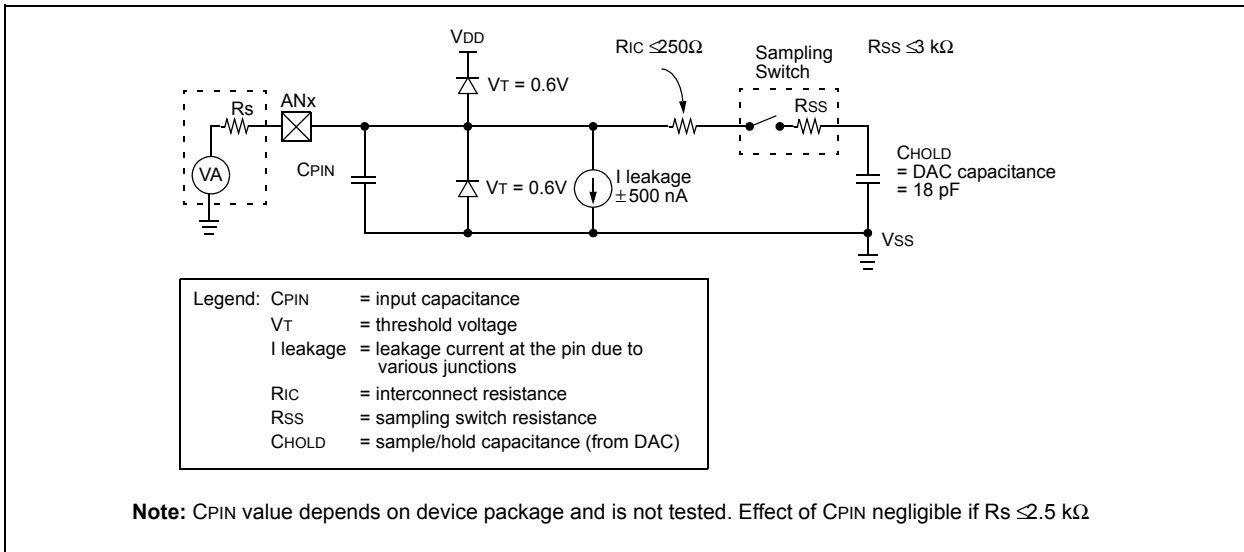 VDD
RIC ≤250Ω
Sampling
Switch
RSS ≤3 kΩ
VT = 0.6V
Rs
ANx
RSS
VA
CPIN
VT = 0.6V
I leakage
±500 nA
CHOLD
= DAC capacitance
= 18 pF
VSS
Legend: CPIN = input capacitance
VT = threshold voltage
I leakage = leakage current at the pin due to
various junctions
RIC = interconnect resistance
RSS = sampling switch resistance
CHOLD = sample/hold capacitance (from DAC)
Note: CPIN value depends on device package and is not tested. Effect of CPIN negligible if Rs ≤2.5 kΩ